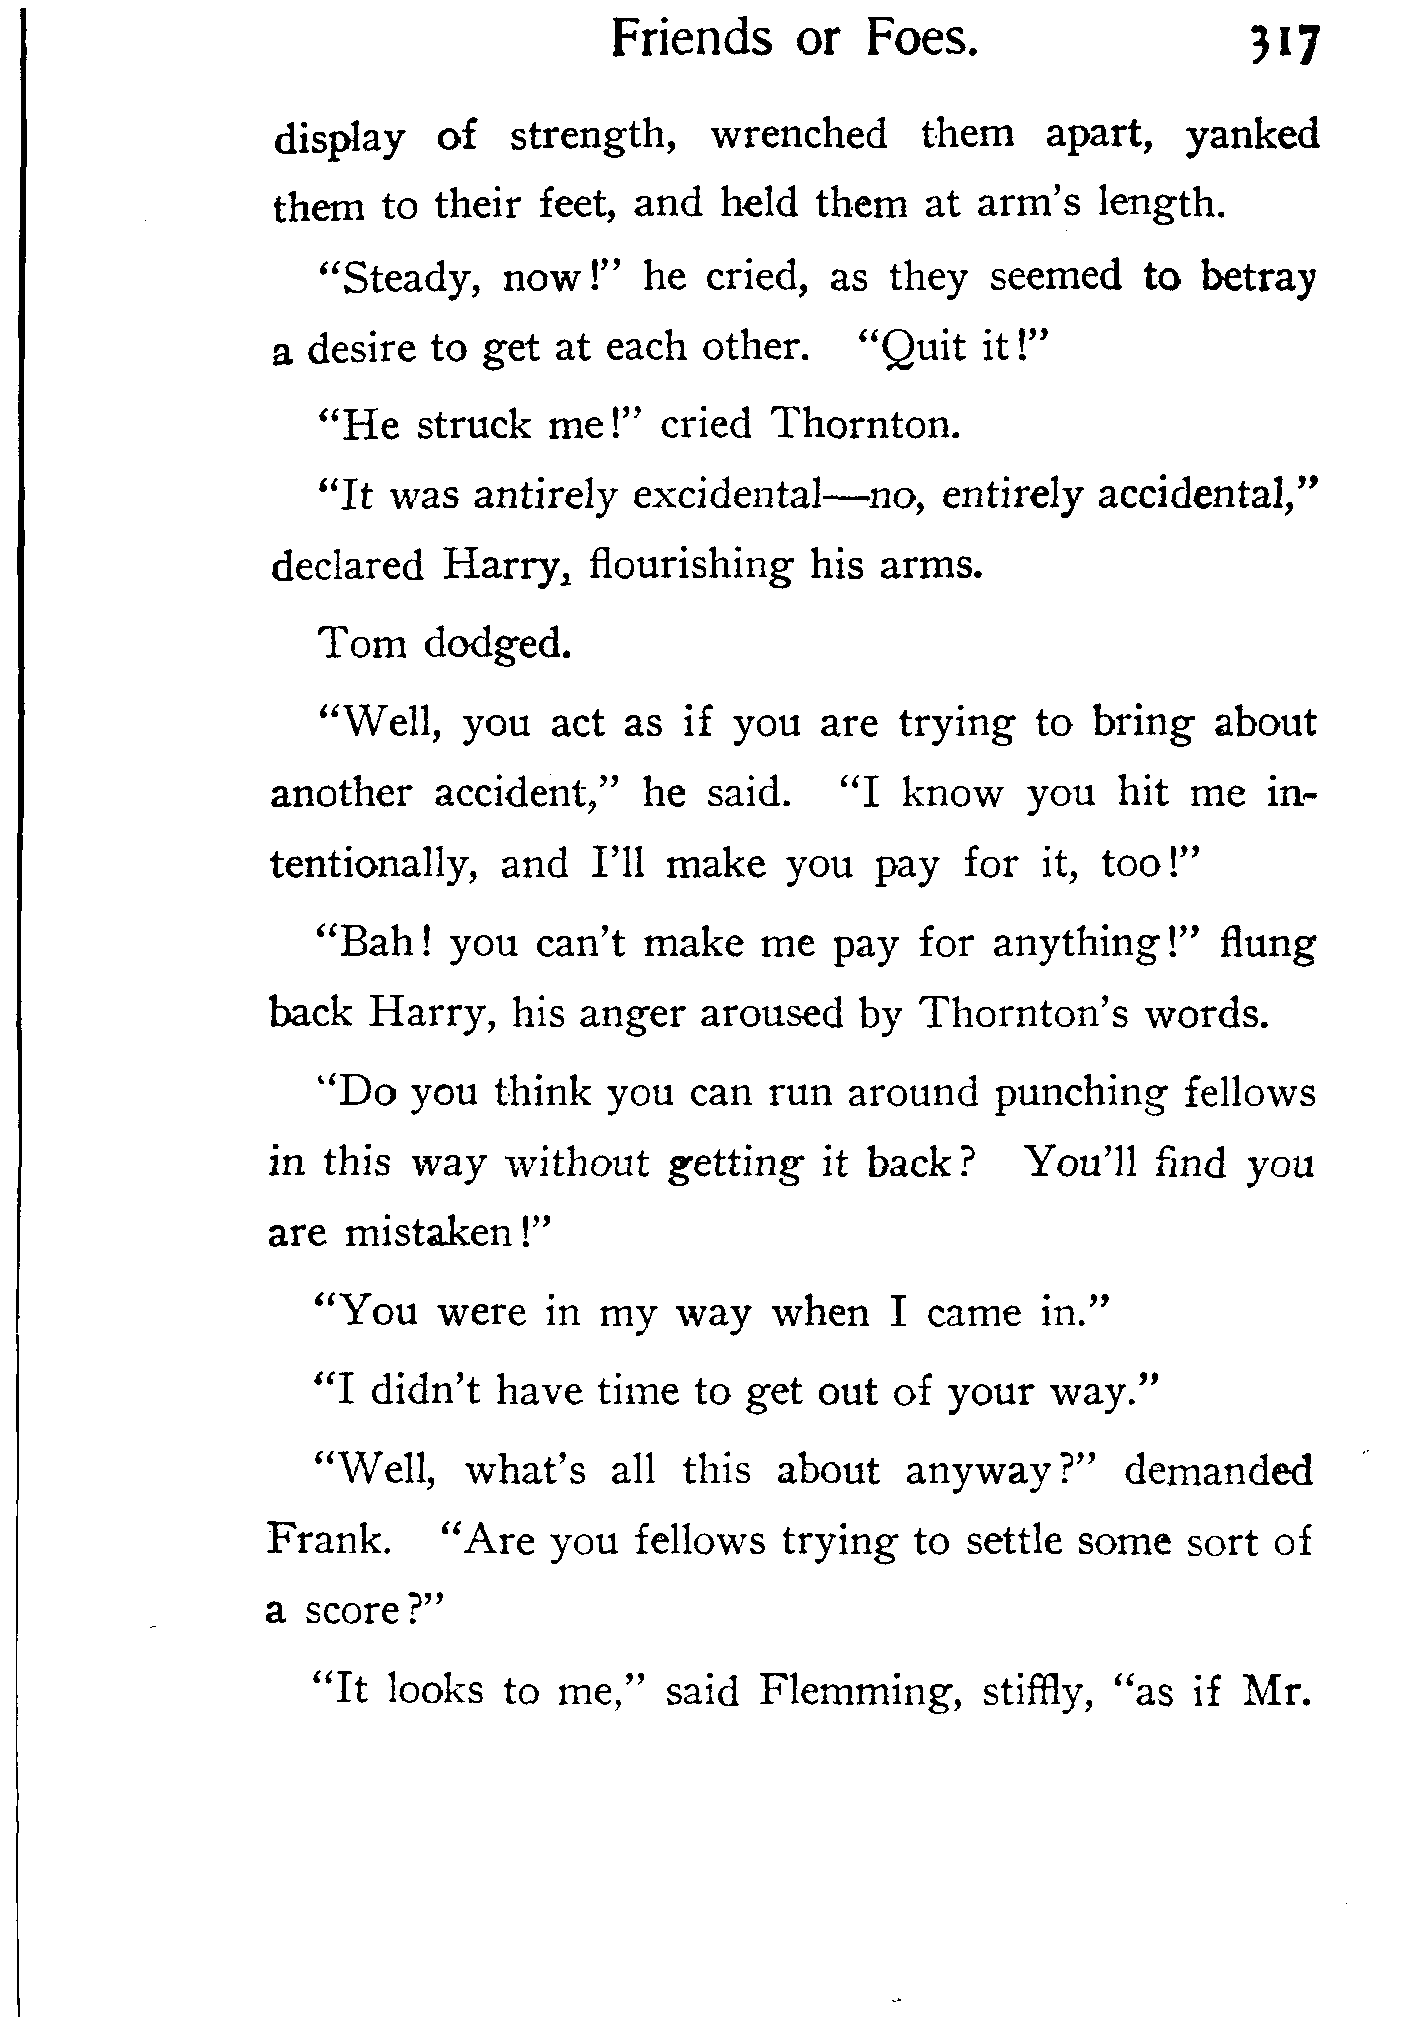 Friends or Foes. 317
display of strength, wrenched them apart, yanked
them to their feet, and held them at arm's length.
“Steady, now!” he cried, as they seemed to betray
a desire to get at each other. “Quit it!”
“He struck me!” cried Thornton.
“It was antirely excidental—no, entirely accidental,”
declared Harry, flourishing his arms.
Tom dodged.
“Well, you act as if you are trying to bring about
another accident,” he said. “I know you hit me in-
tentionally, and I’ll make you pay for it, too!”
“Bah! you can’t make me pay for anything!” flung
back Harry, his anger aroused by Thornton’s words.
“Do you think you can run around punching fellows
in this way without getting it back? You’ll find you
are mistaken!”
“You were in my way when I came in.”
“I didn’t have time to get out of your way.”
“Well, what’s all this about anyway?” demanded
Frank. “Are you fellows trying to settle some sort of
a score?”
“It looks to me,” said Flemming, stiffly, “as if Mr.